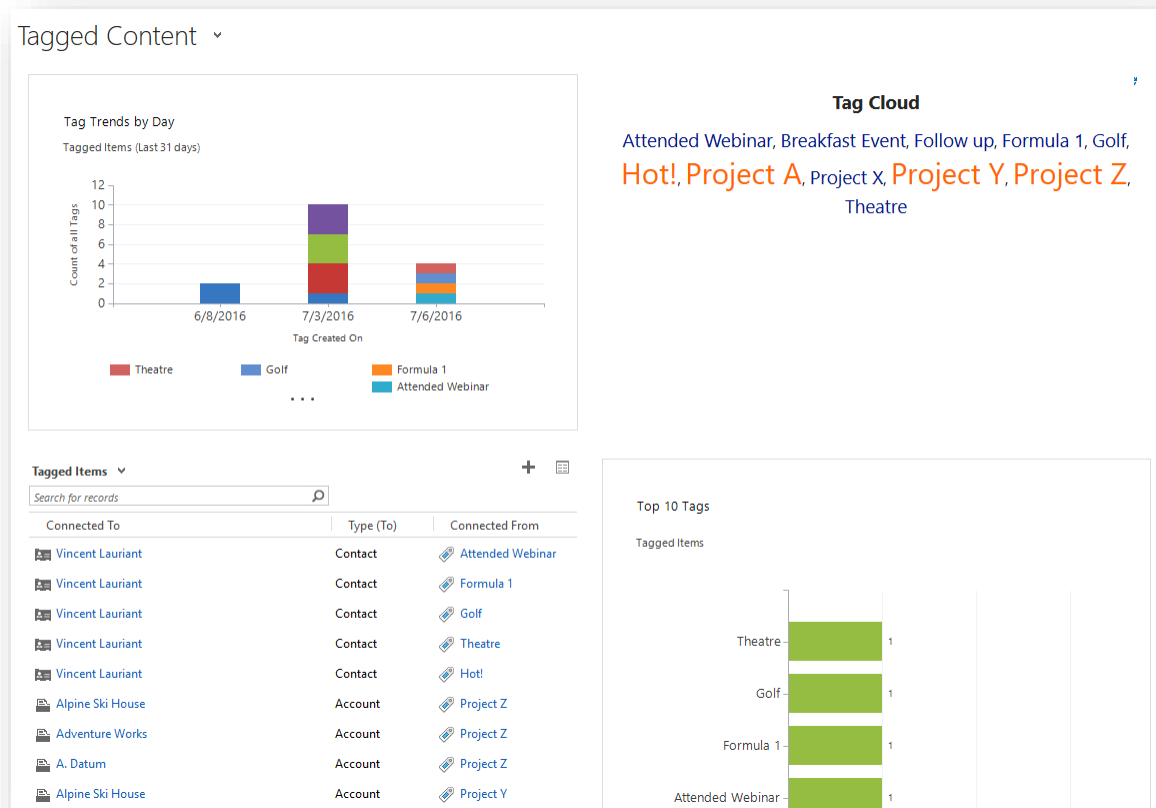 Tagged Content
Tag Trends by Day
Tagged Items (Last 31 days)
Count of all Tags
12
10
8
6
4
2
0
6/8/2016 7/3/2016 7/6/2016
Tag Created On
Theatre Golf Formula 1
Attended Webinar
...
Tag Cloud
Attended Webinar, Breakfast Event, Follow up, Formula 1, Golf,
Hot!, Project A, Project X, Project Y, Project Z,
Theatre
Tagged Items
Search for records
Connected To Type (To) Connected From
Vincent Lauriant Contact Attended Webinar
Vincent Lauriant Contact Formula 1
Vincent Lauriant Contact Golf
Vincent Lauriant Contact Theatre
Vincent Lauriant Contact Hot!
Alpine Ski House Account Project Z
Adventure Works Account Project Z
A. Datum Account Project Z
Alpine Ski House Account Project Y
Top 10 Tags
Tagged Items
Theatre 1
Golf 1
Formula 1 1
Attended Webinar 1